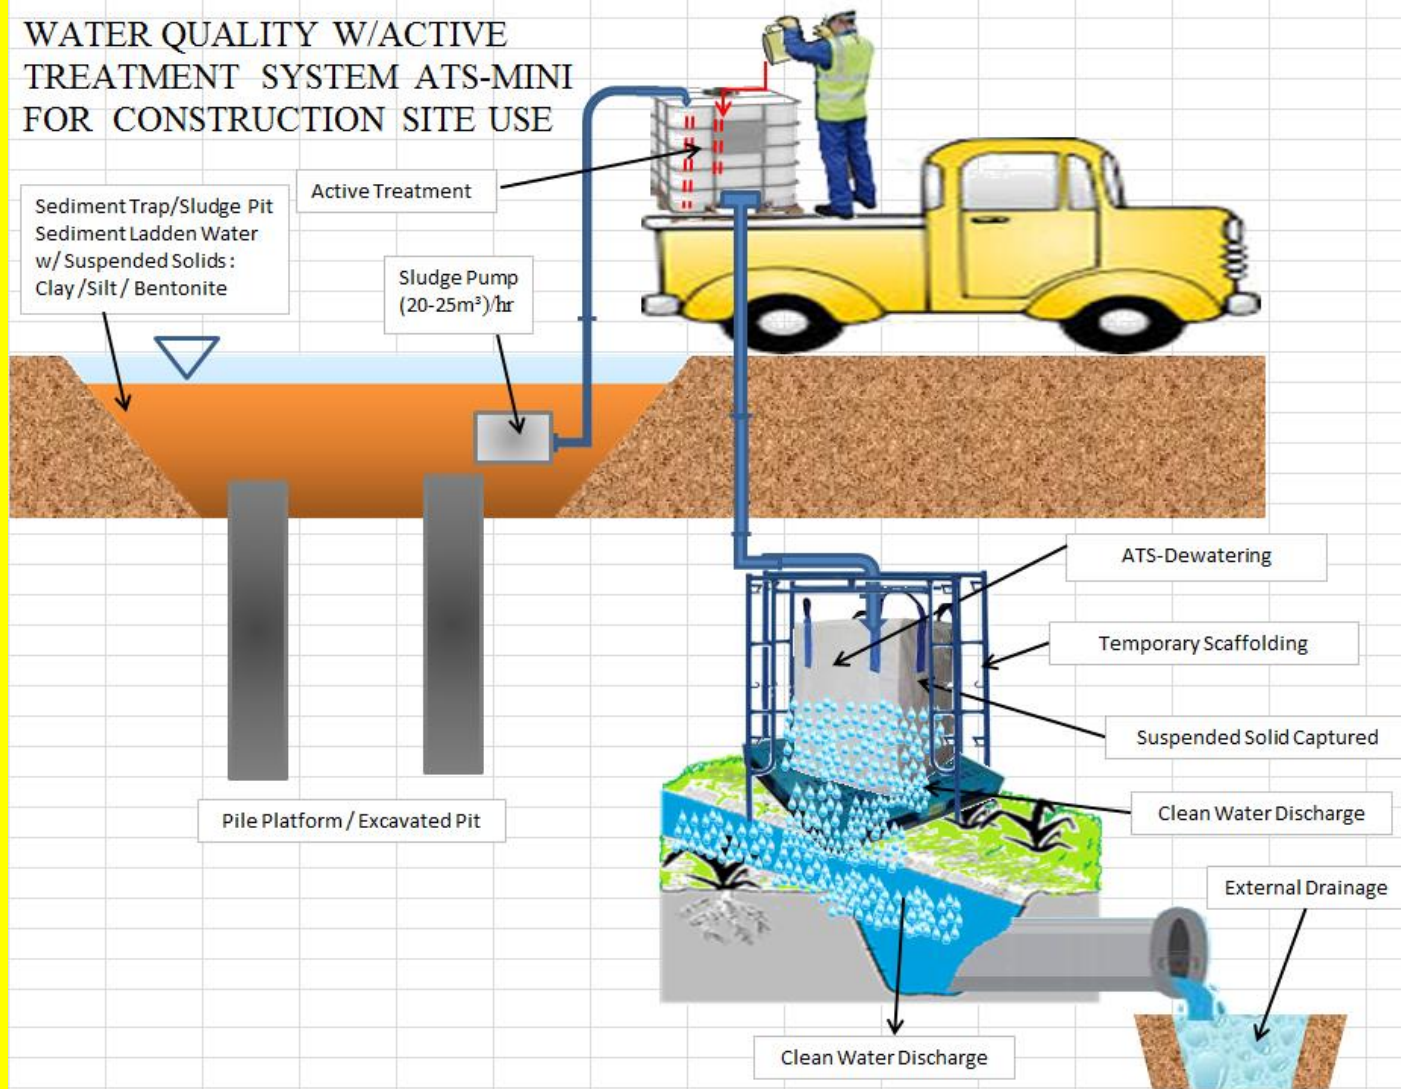 WATER QUALITY W/ACTIVE
TREATMENT SYSTEM ATS-MINI
FOR CONSTRUCTION SITE USE
Active Treatment
Sediment Trap/Sludge Pit
Sediment Ladden Water
w/ Suspended Solids :
Clay /Silt / Bentonite
Sludge Pump
(20-25m³)/hr
ATS-Dewatering
Temporary Scaffolding
Suspended Solid Captured
Pile Platform / Excavated Pit
Clean Water Discharge
External Drainage
Clean Water Discharge